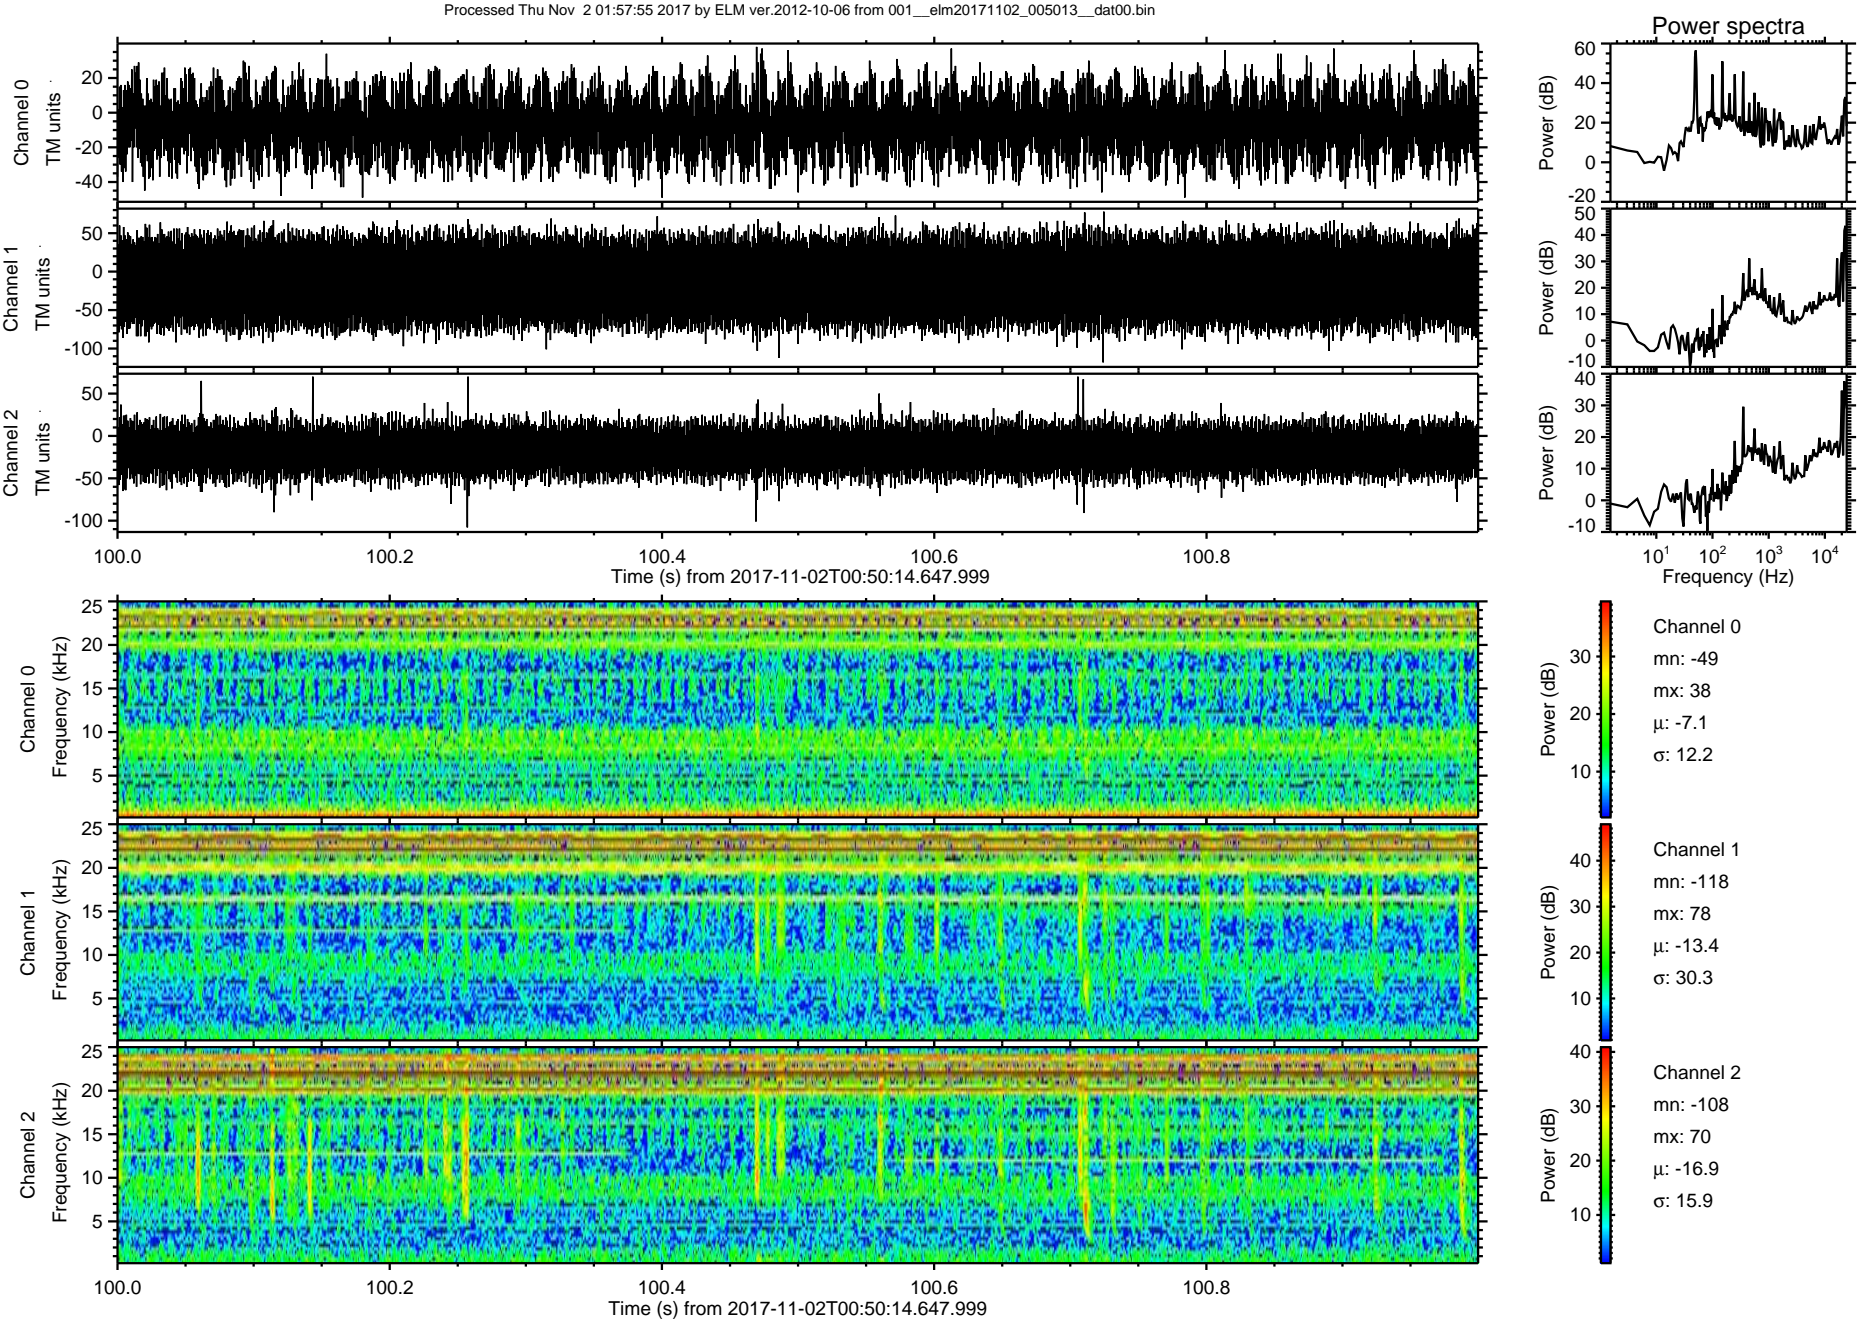 Processed Thu Nov  2 01:57:55 2017 by ELM ver.2012-10-06 from 001__elm20171102_005013__dat00.bin
Power spectra
Channel 0
TM units
20
0
-20
-40
Power (dB)
60
40
20
0
-20
Channel 1
TM units
50
0
-50
-100
Power (dB)
50
40
30
20
10
0
-10
Channel 2
TM units
50
0
-50
-100
Power (dB)
40
30
20
10
0
-10
100.0 100.2 100.4 100.6 100.8
Time (s) from 2017-11-02T00:50:14.647.999
10¹ 10² 10³ 10⁴
Frequency (Hz)
Channel 0
Frequency (kHz)
25
20
15
10
5
Power (dB)
30
20
10
Channel 0
mn: -49
mx: 38
μ: -7.1
σ: 12.2
Channel 1
Frequency (kHz)
25
20
15
10
5
Power (dB)
40
30
20
10
Channel 1
mn: -118
mx: 78
μ: -13.4
σ: 30.3
Channel 2
Frequency (kHz)
25
20
15
10
5
Power (dB)
40
30
20
10
Channel 2
mn: -108
mx: 70
μ: -16.9
σ: 15.9
100.0 100.2 100.4 100.6 100.8
Time (s) from 2017-11-02T00:50:14.647.999